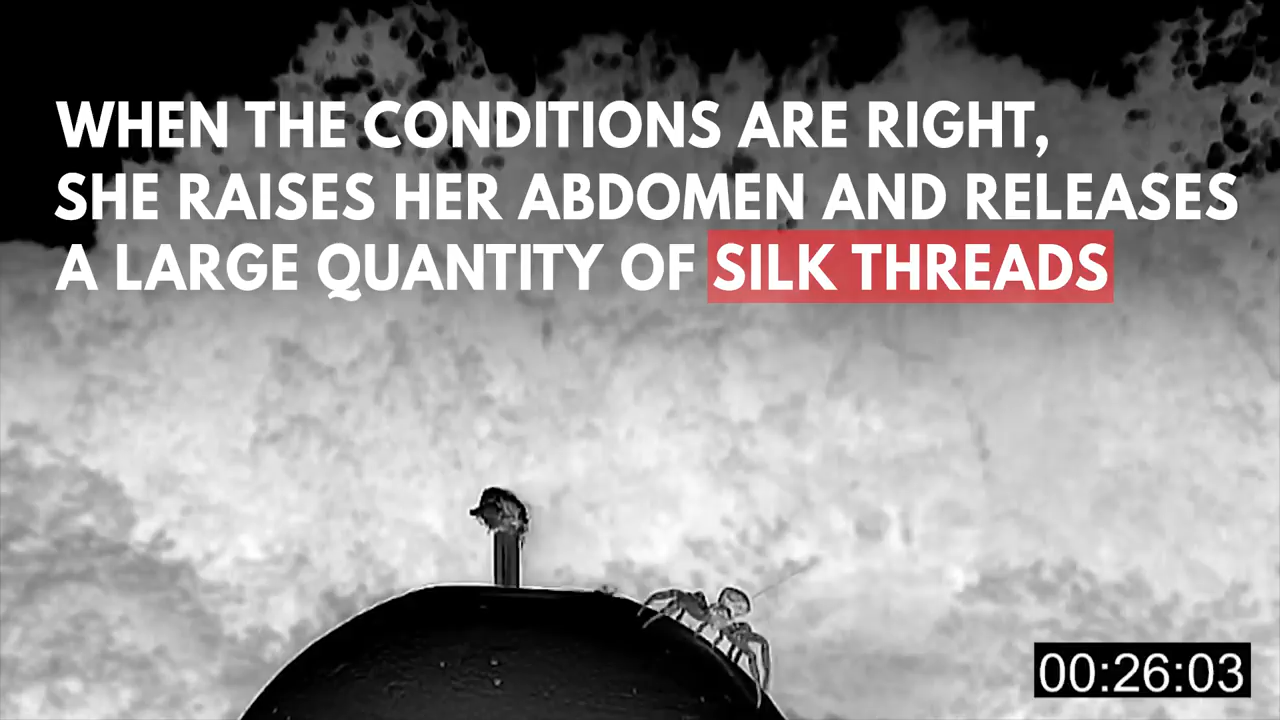 WHEN THE CONDITIONS ARE RIGHT,
SHE RAISES HER ABDOMEN AND RELEASES
A LARGE QUANTITY OF SILK THREADS
00:26:03